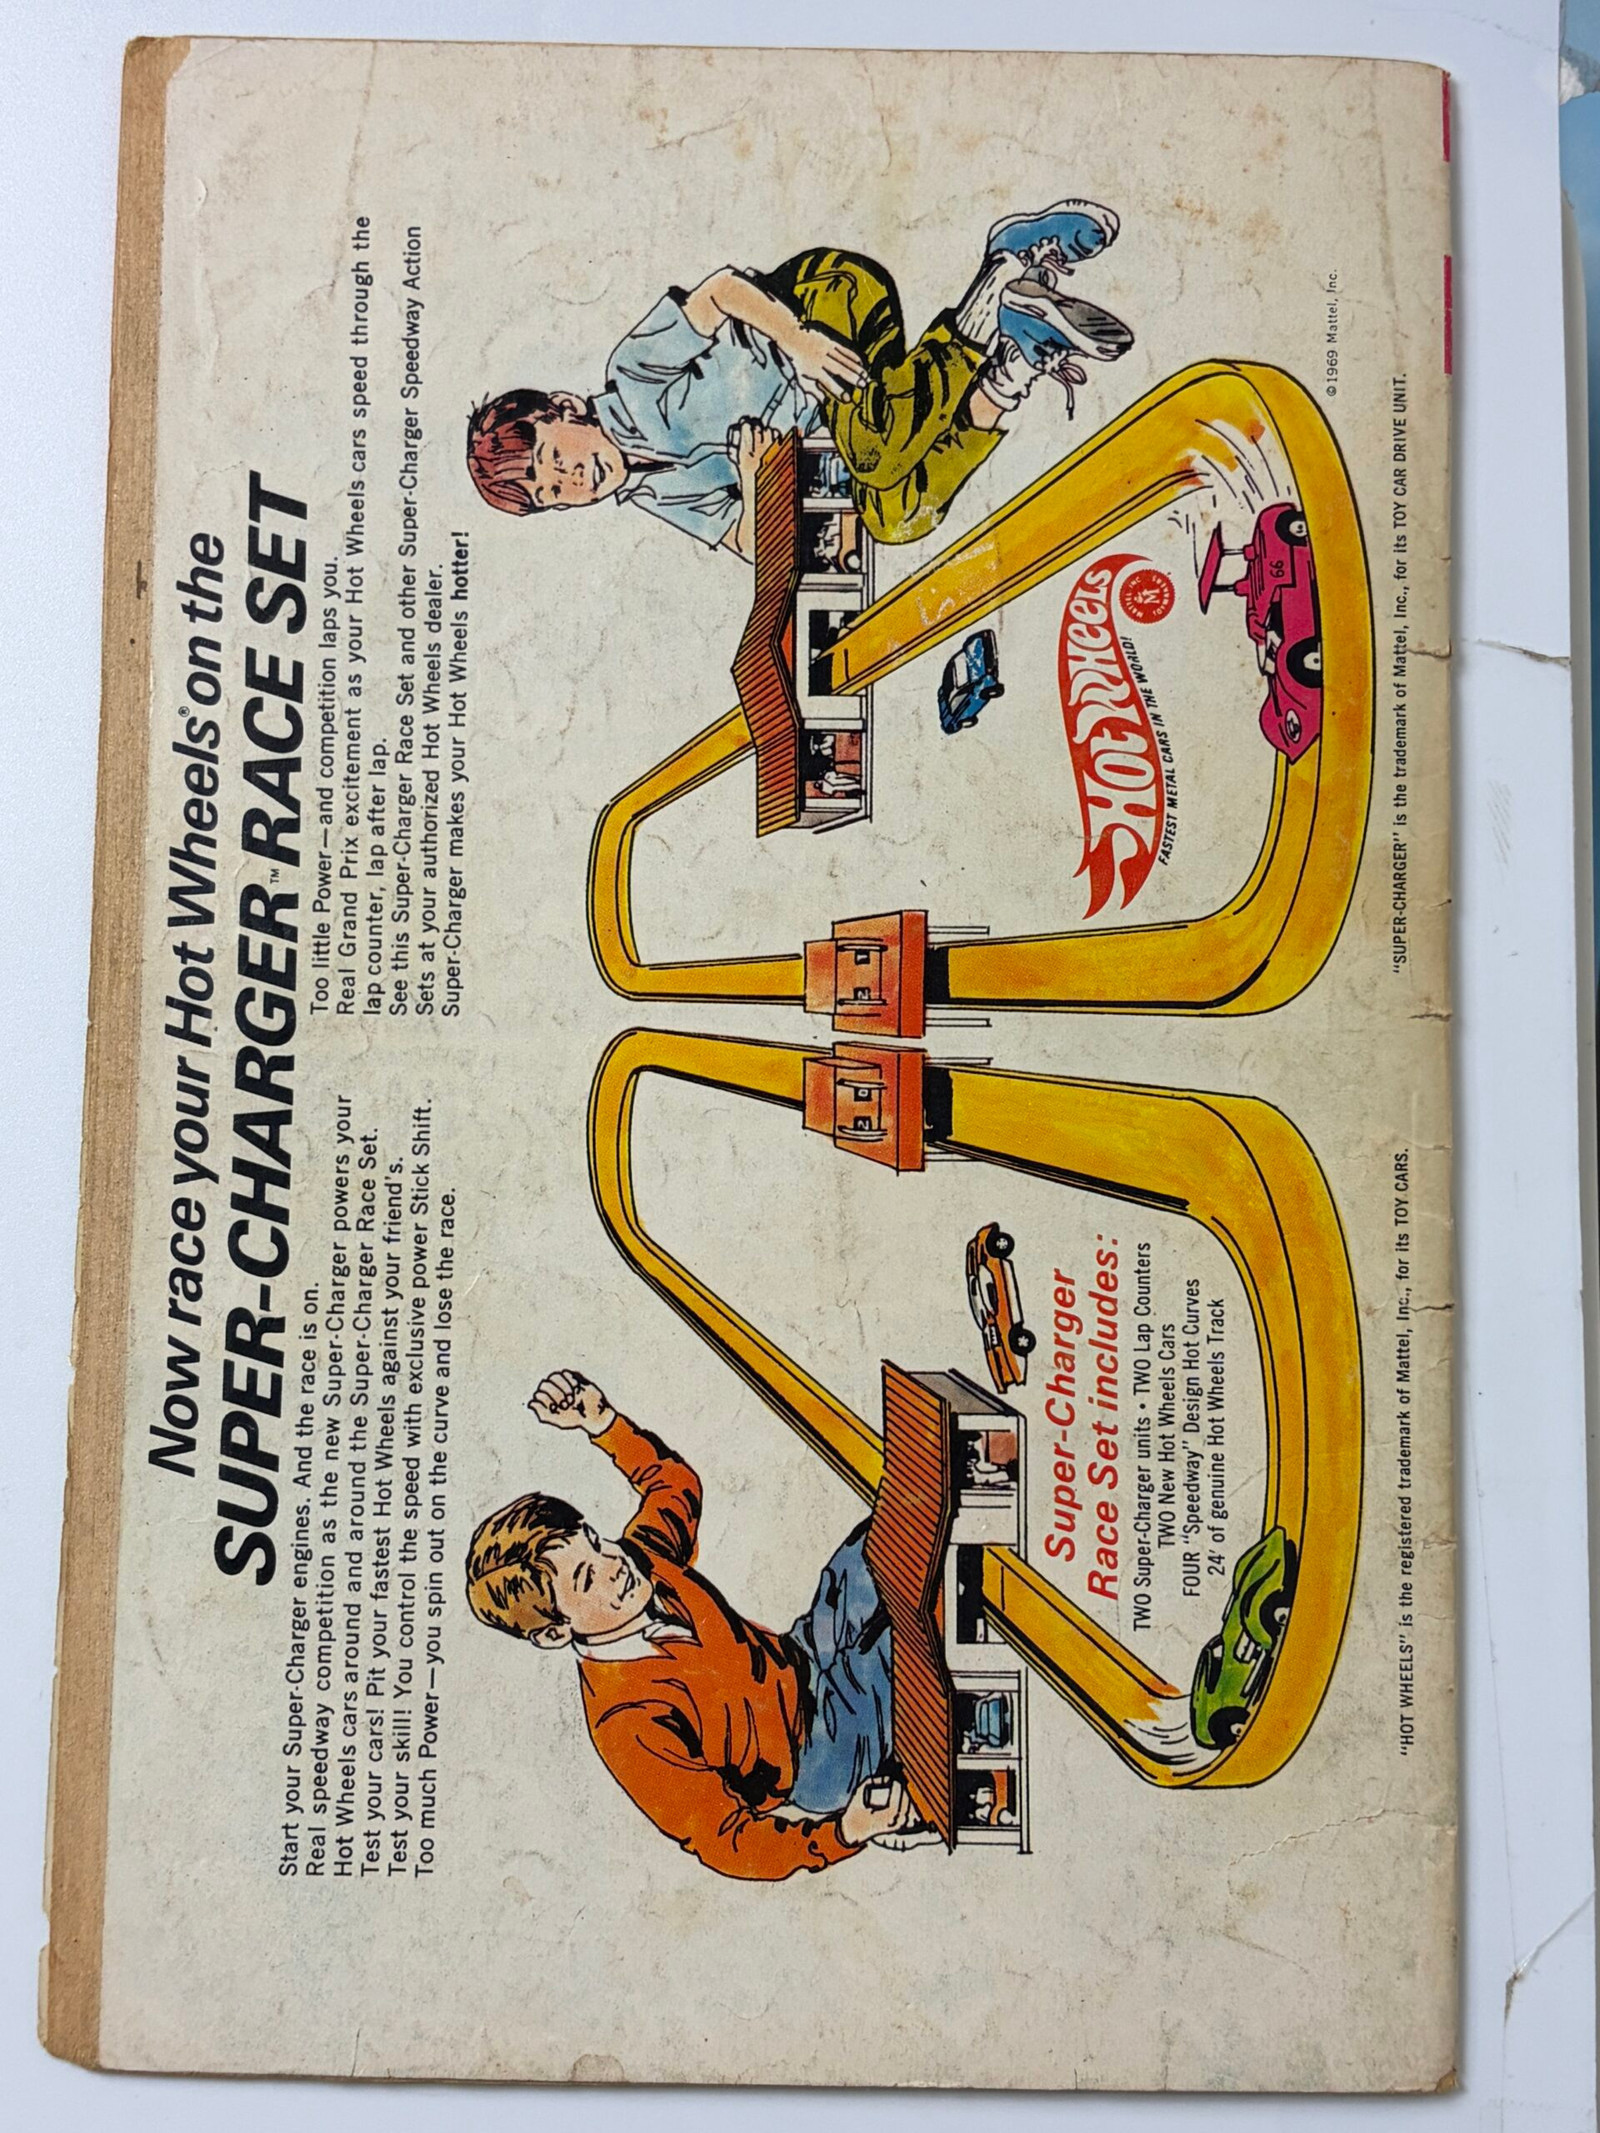 Now race your Hot Wheels® on the
SUPER-CHARGER™ RACE SET
Start your Super-Charger engines. And the race is on.
Real speedway competition as the new Super-Charger powers your
Hot Wheels cars around and around the Super-Charger Race Set.
Test your cars! Pit your fastest Hot Wheels against your friend's.
Test your skill! You control the speed with exclusive power Stick Shift.
Too much Power—you spin out on the curve and lose the race.
Too little Power—and competition laps you.
Real Grand Prix excitement as your Hot Wheels cars speed through the
lap counter, lap after lap.
See this Super-Charger Race Set and other Super-Charger Speedway Action
Sets at your authorized Hot Wheels dealer.
Super-Charger makes your Hot Wheels hotter!
Super-Charger
Race Set includes:
TWO Super-Charger units • TWO Lap Counters
TWO New Hot Wheels Cars
FOUR "Speedway" Design Hot Curves
24' of genuine Hot Wheels Track
HOT WHEELS
FASTEST METAL CARS IN THE WORLD!
MATTEL, INC.
M
TOYMAKERS
66
©1969 Mattel, Inc.
"HOT WHEELS" is the registered trademark of Mattel, Inc., for its TOY CARS.
"SUPER-CHARGER" is the trademark of Mattel, Inc., for its TOY CAR DRIVE UNIT.